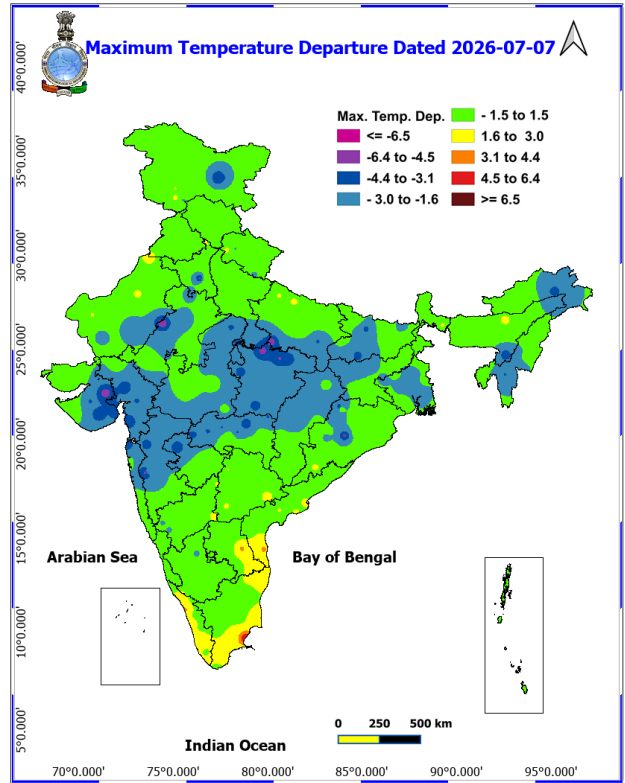 Maximum Temperature Departure Dated 2026-07-07
Max. Temp. Dep.
<= -6.5
-6.4 to -4.5
-4.4 to -3.1
- 3.0 to -1.6
- 1.5 to 1.5
1.6 to 3.0
3.1 to 4.4
4.5 to 6.4
>= 6.5
40°0.000'
35°0.000'
30°0.000'
25°0.000'
20°0.000'
15°0.000'
10°0.000'
5°0.000'
Arabian Sea
Bay of Bengal
Indian Ocean
0 250 500 km
70°0.000' 75°0.000' 80°0.000' 85°0.000' 90°0.000' 95°0.000'